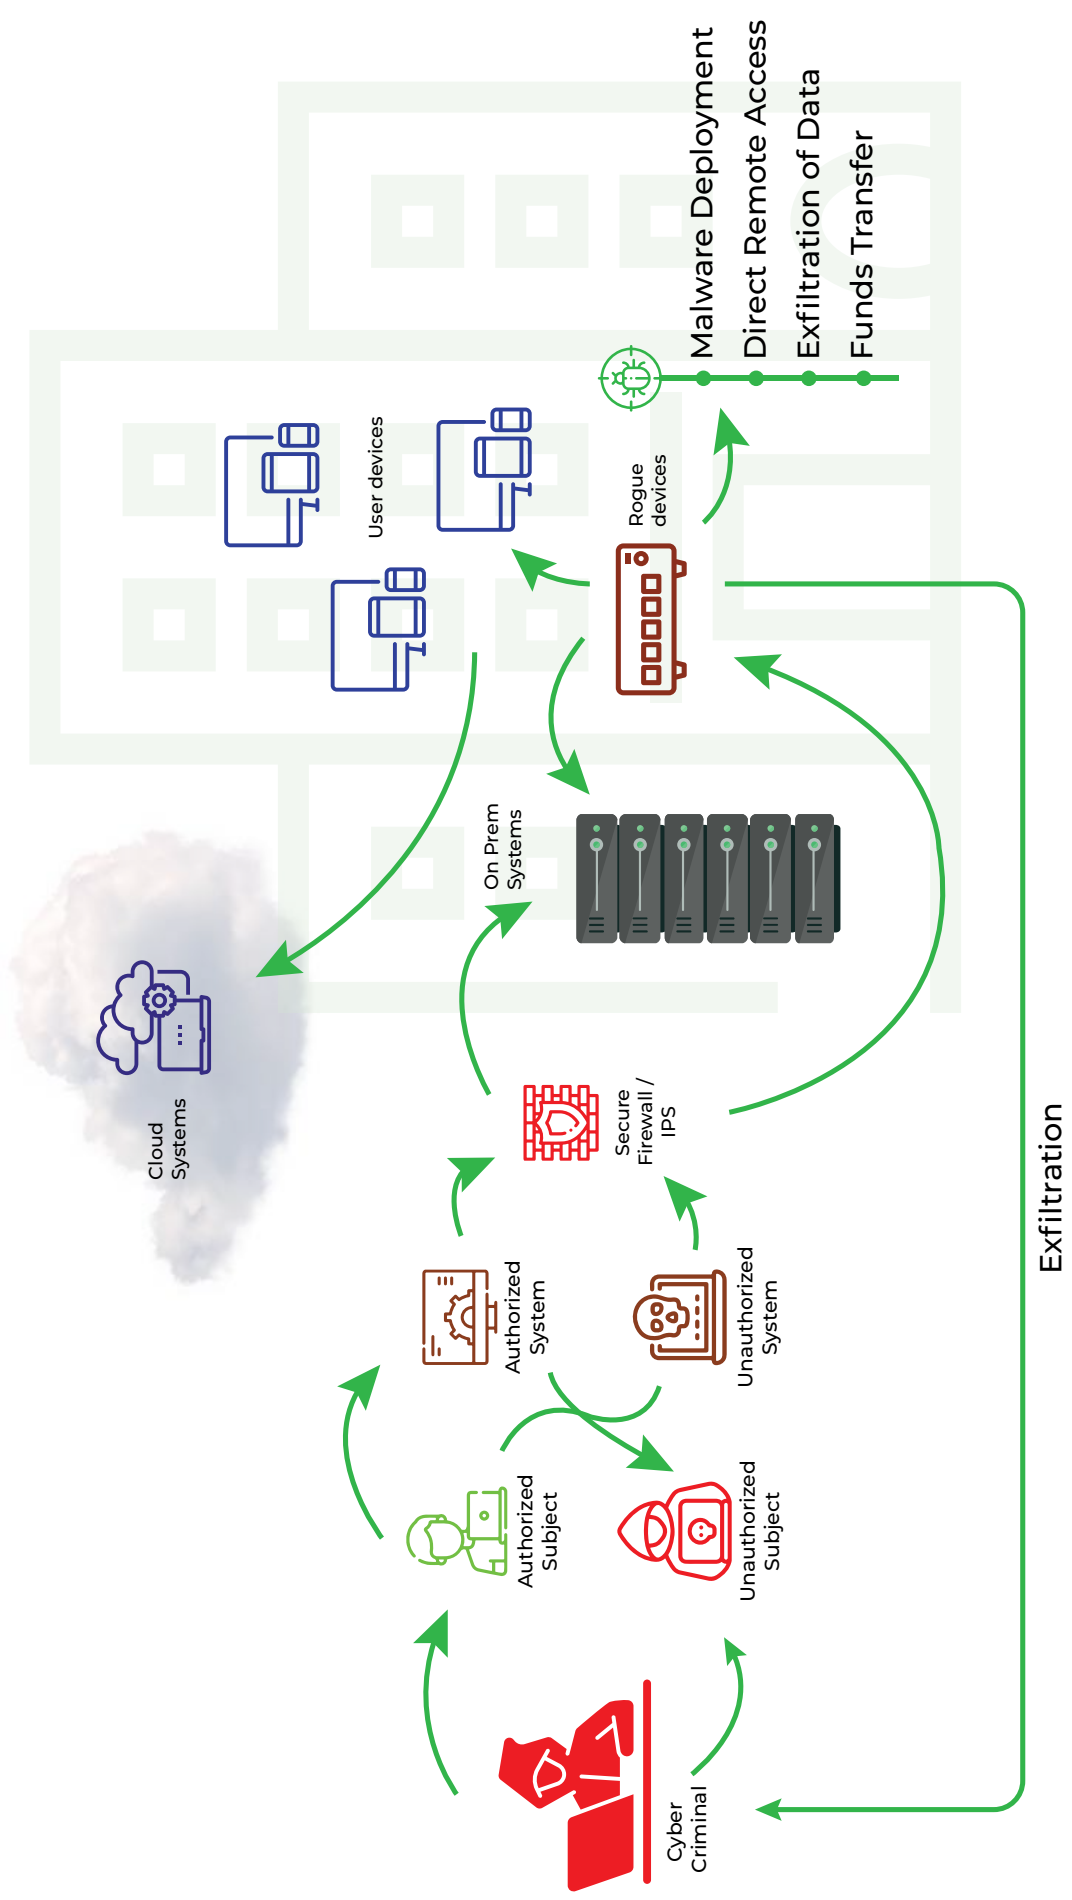 Cyber
Criminal
Authorized
Subject
Unauthorized
Subject
Authorized
System
Unauthorized
System
Secure
Firewall /
IPS
Cloud
Systems
On Prem
Systems
User devices
Rogue
devices
Malware Deployment
Direct Remote Access
Exfiltration of Data
Funds Transfer
Exfiltration